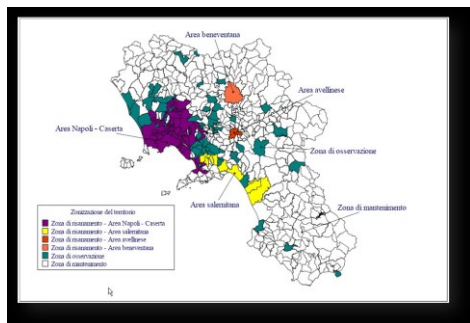 Area beneventana
Area avellinese
Area Napoli - Caserta
Zona di osservazione
Area salernitana
Zona di mantenimento
Zonizzazione del territorio
Zona di risanamento - Area Napoli - Caserta
Zona di risanamento - Area salernitana
Zona di risanamento - Area avellinese
Zona di risanamento - Area beneventana
Zona di osservazione
Zona di mantenimento